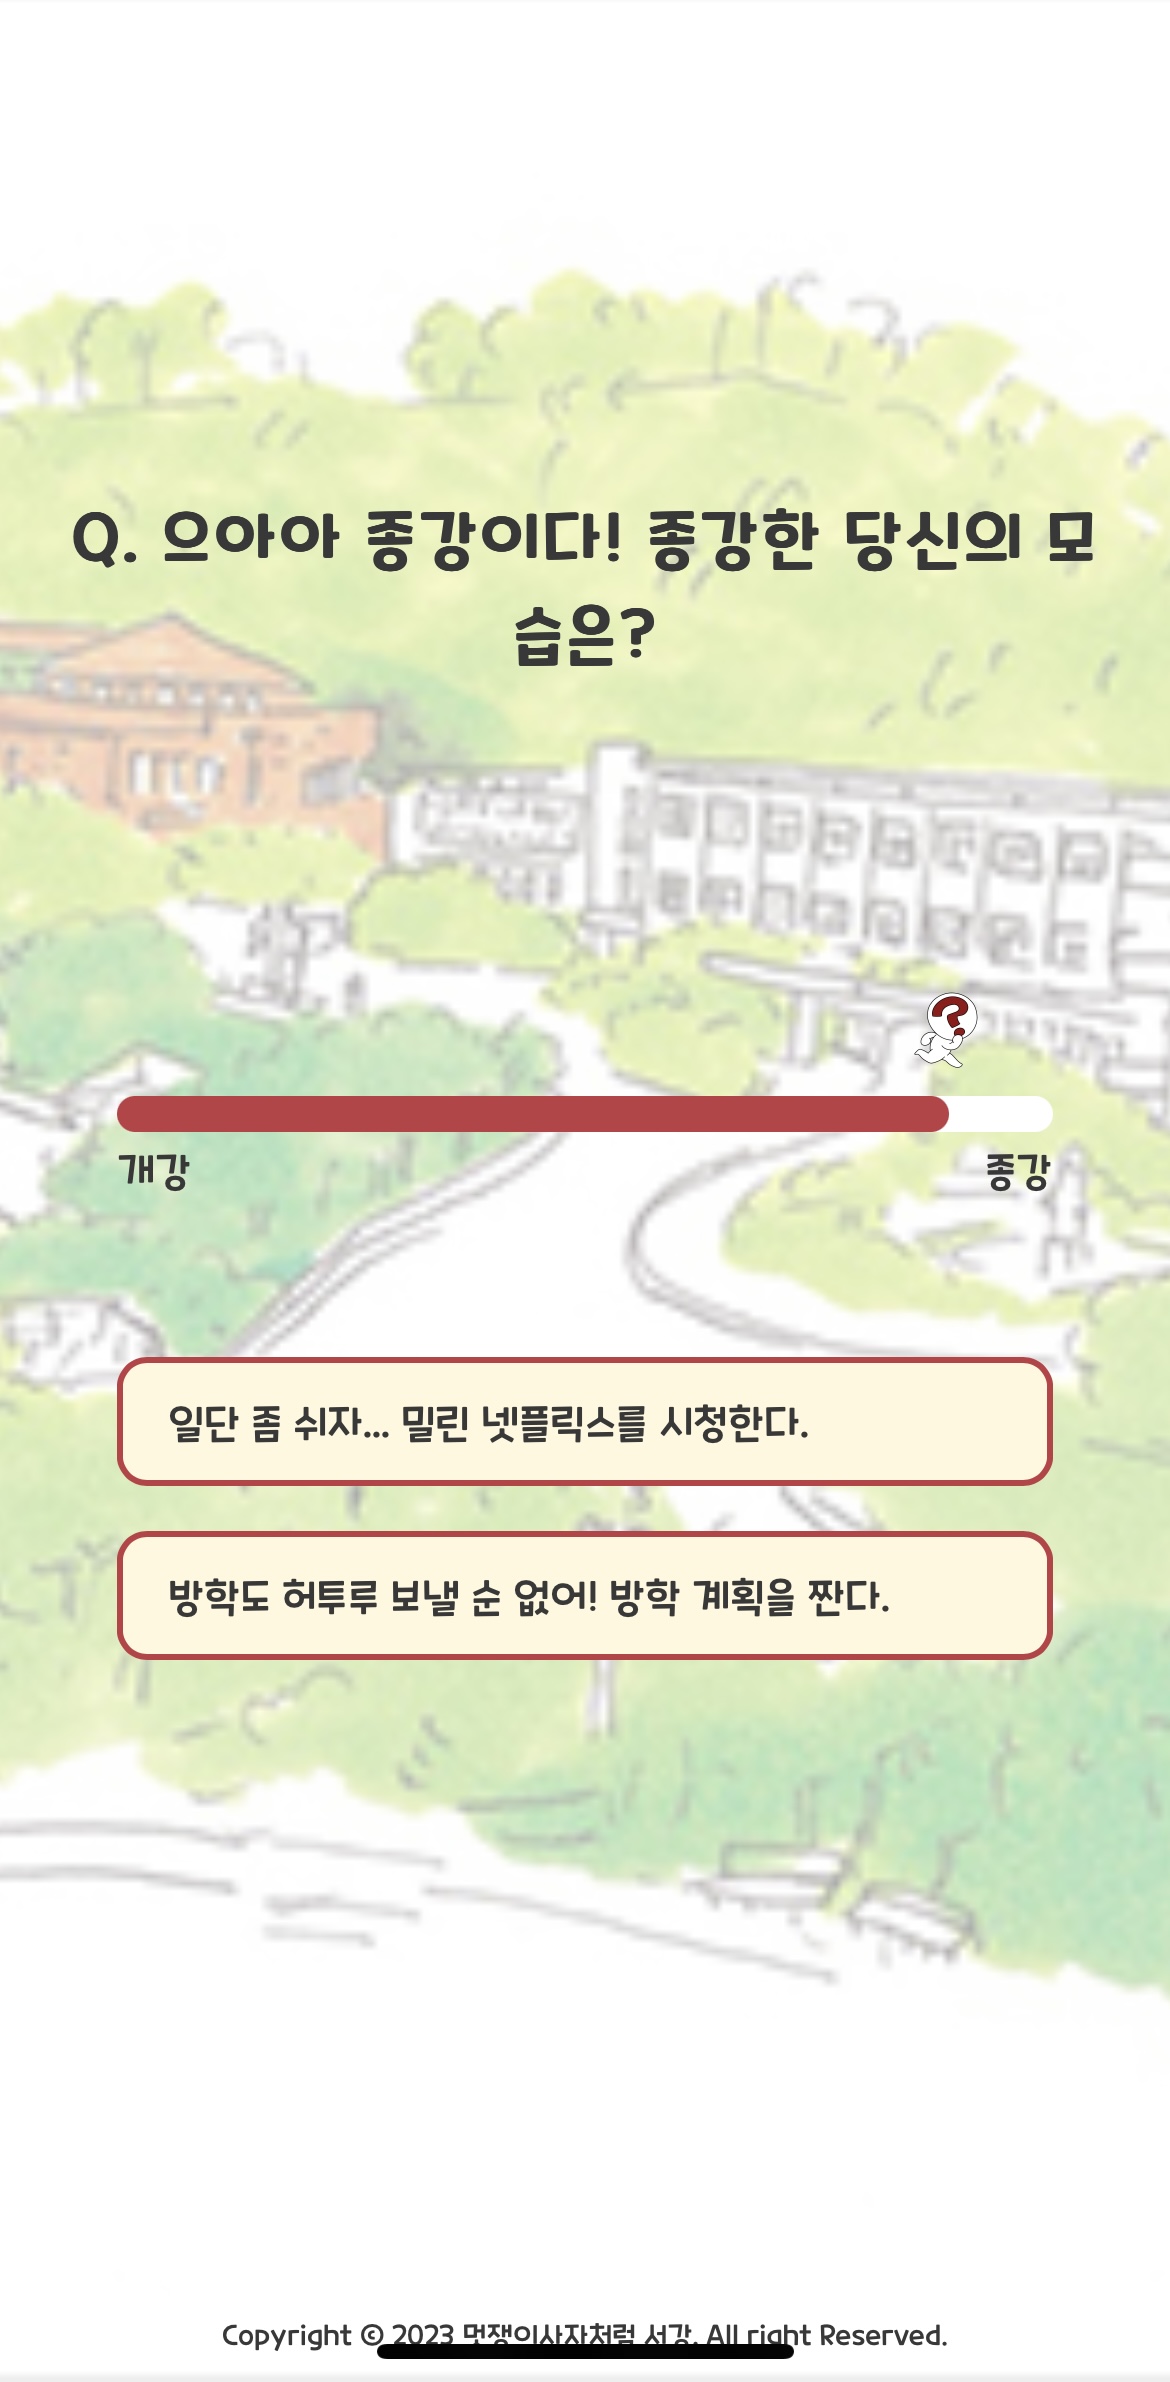 Q. 으아아 종강이다! 종강한 당신의 모
습은?
?
개강
종강
일단 좀 쉬자... 밀린 넷플릭스를 시청한다.
방학도 허투루 보낼 순 없어! 방학 계획을 짠다.
Copyright © 2023 멋쟁이사자처럼 서강. All right Reserved.